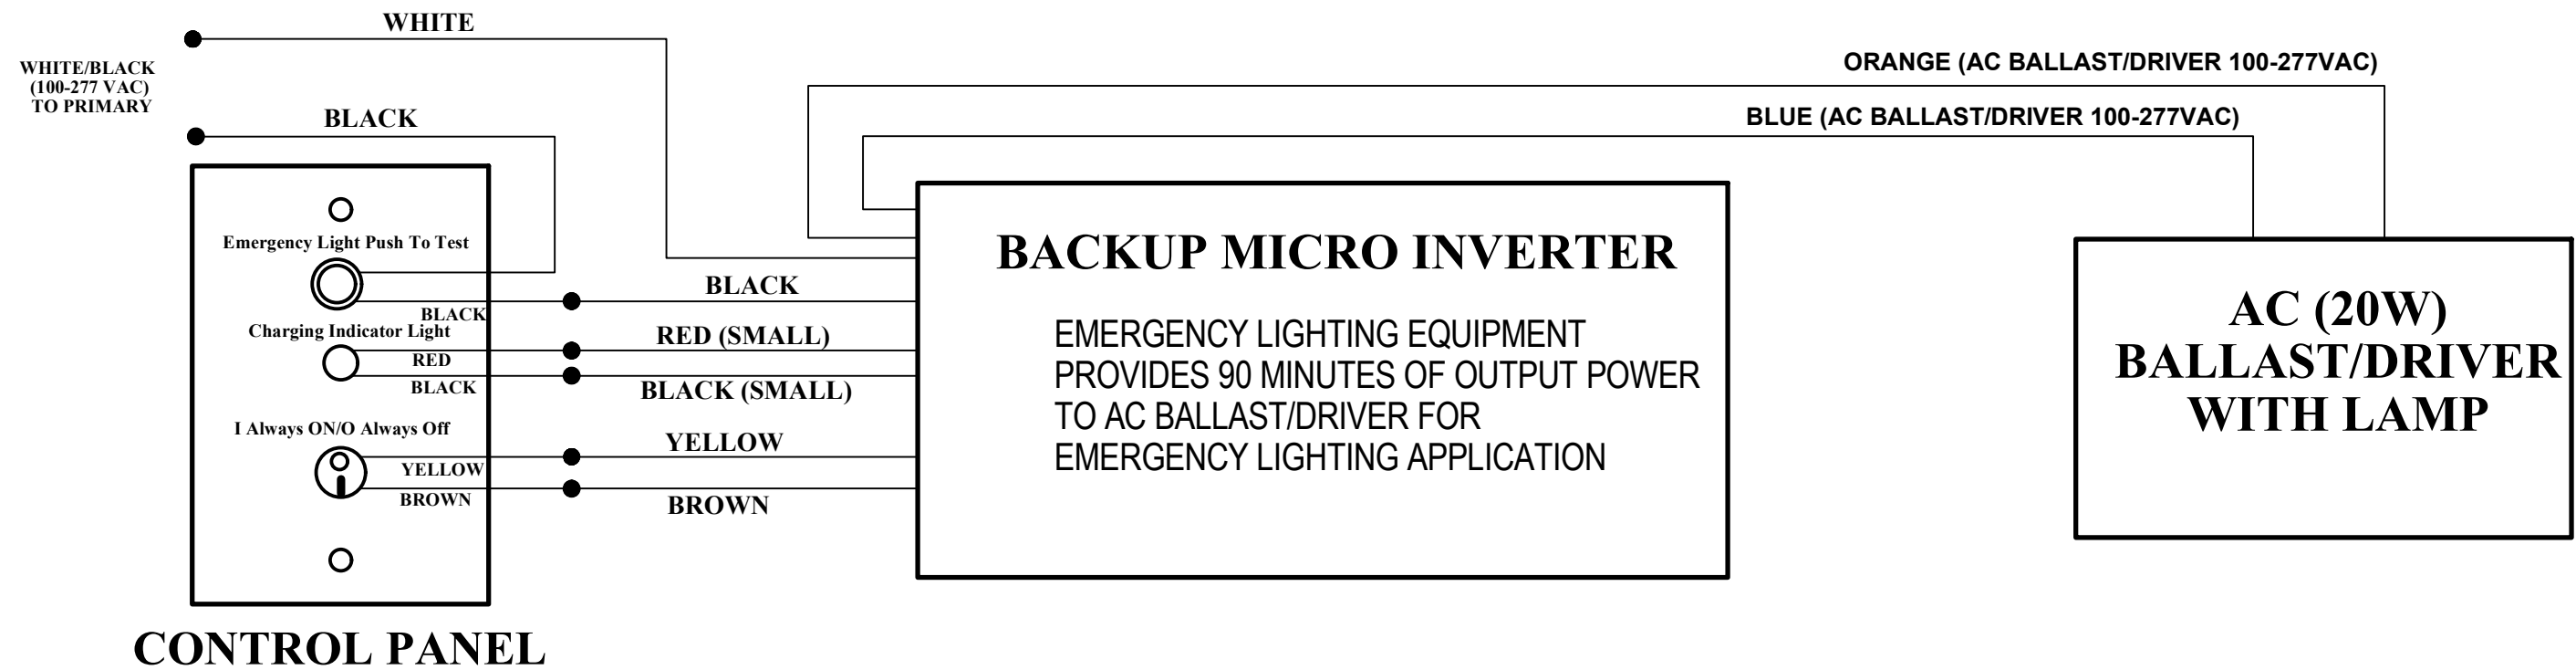 WHITE
WHITE/BLACK
(100-277 VAC)
TO PRIMARY
BLACK
ORANGE (AC BALLAST/DRIVER 100-277VAC)
BLUE (AC BALLAST/DRIVER 100-277VAC)
Emergency Light Push To Test
BLACK
Charging Indicator Light
RED
BLACK
I Always ON/O Always Off
YELLOW
BROWN
CONTROL PANEL
BLACK
RED (SMALL)
BLACK (SMALL)
YELLOW
BROWN
BACKUP MICRO INVERTER
EMERGENCY LIGHTING EQUIPMENT
PROVIDES 90 MINUTES OF OUTPUT POWER
TO AC BALLAST/DRIVER FOR
EMERGENCY LIGHTING APPLICATION
AC (20W)
BALLAST/DRIVER
WITH LAMP